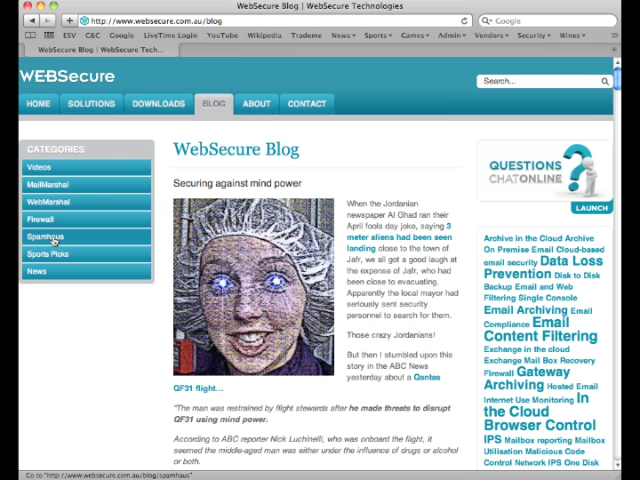 WebSecure Blog | WebSecure Technologies
http://www.websecure.com.au/blog
Google
ESV C&C Google LiveTime Login YouTube Wikipedia Trademe News Sports Games Admin Vendors Security Wines
WebSecure Blog | WebSecure Tech...
WEBSecure
Search...
HOME SOLUTIONS DOWNLOADS BLOG ABOUT CONTACT
CATEGORIES
Videos
MailMarshal
WebMarshal
Firewall
Spamhaus
Sports Picks
News
WebSecure Blog
Securing against mind power
When the Jordanian
newspaper Al Ghad ran their
April fools day joke, saying 3
meter aliens had been seen
landing close to the town of
Jafr, we all got a good laugh at
the expense of Jafr, who had
been close to evacuating.
Apparently the local mayor had
seriously sent security
personnel to search for them.
Those crazy Jordanians!
But then I stumbled upon this
story in the ABC News
yesterday about a Qantas
QF31 flight...
"The man was restrained by flight stewards after he made threats to disrupt
QF31 using mind power.
According to ABC reporter Nick Luchinelli, who was onboard the flight, it
seemed the middle-aged man was either under the influence of drugs or alcohol
or both.
QUESTIONS
CHATONLINE
LAUNCH
Archive in the Cloud Archive
On Premise Email Cloud-based
email security Data Loss
Prevention Disk to Disk
Backup Email and Web
Filtering Single Console
Email Archiving Email
Compliance Email
Content Filtering
Exchange in the cloud
Exchange Mail Box Recovery
Firewall Gateway
Archiving Hosted Email
Internet Use Monitoring In
the Cloud
Browser Control
IPS Mailbox reporting Mailbox
Utilisation Malicious Code
Control Network IPS One Disk
Go to "http://www.websecure.com.au/blog/spamhaus"